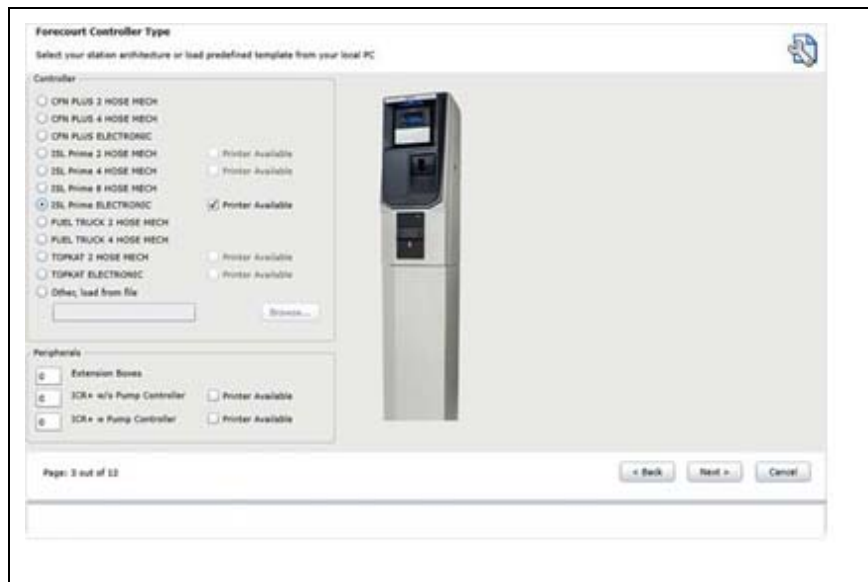 Forecourt Controller Type
Select your station architecture or load predefined template from your local PC
Controller
CFN PLUS 2 HOSE MECH
CFN PLUS 4 HOSE MECH
CFN PLUS ELECTRONIC
ISL Prime 2 HOSE MECH Printer Available
ISL Prime 4 HOSE MECH Printer Available
ISL Prime 8 HOSE MECH
ISL Prime ELECTRONIC Printer Available
FUEL TRUCK 2 HOSE MECH
FUEL TRUCK 4 HOSE MECH
TOPKAT 2 HOSE MECH Printer Available
TOPKAT ELECTRONIC Printer Available
Other, load from file
Browse...
Peripherals
0 Extension Boxes
0 ICR+ w/o Pump Controller Printer Available
0 ICR+ w Pump Controller Printer Available
Page: 3 out of 12
< Back Next > Cancel